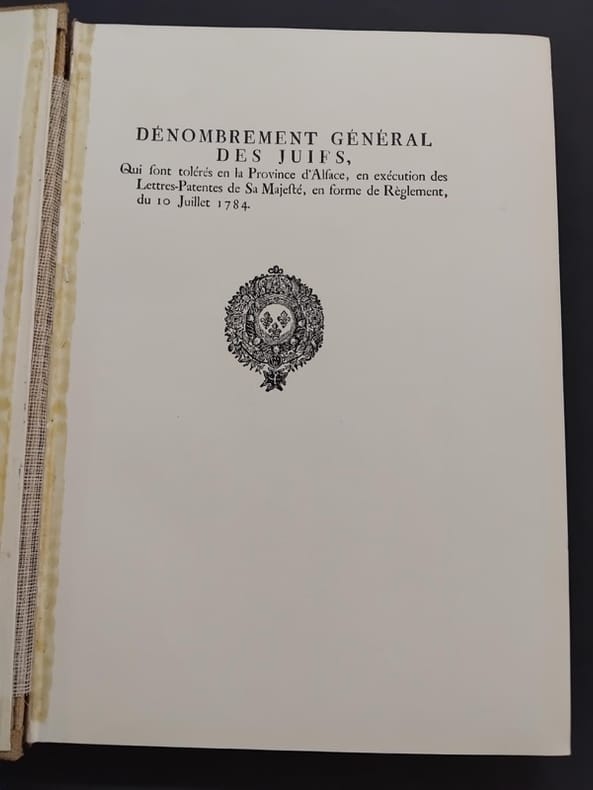 DÉNOMBREMENT GÉNÉRAL
DES JUIFS,
Qui ſont tolérés en la Province d'Alſace, en exécution des
Lettres-Patentes de Sa Majeſté, en forme de Règlement,
du 10 Juillet 1784.